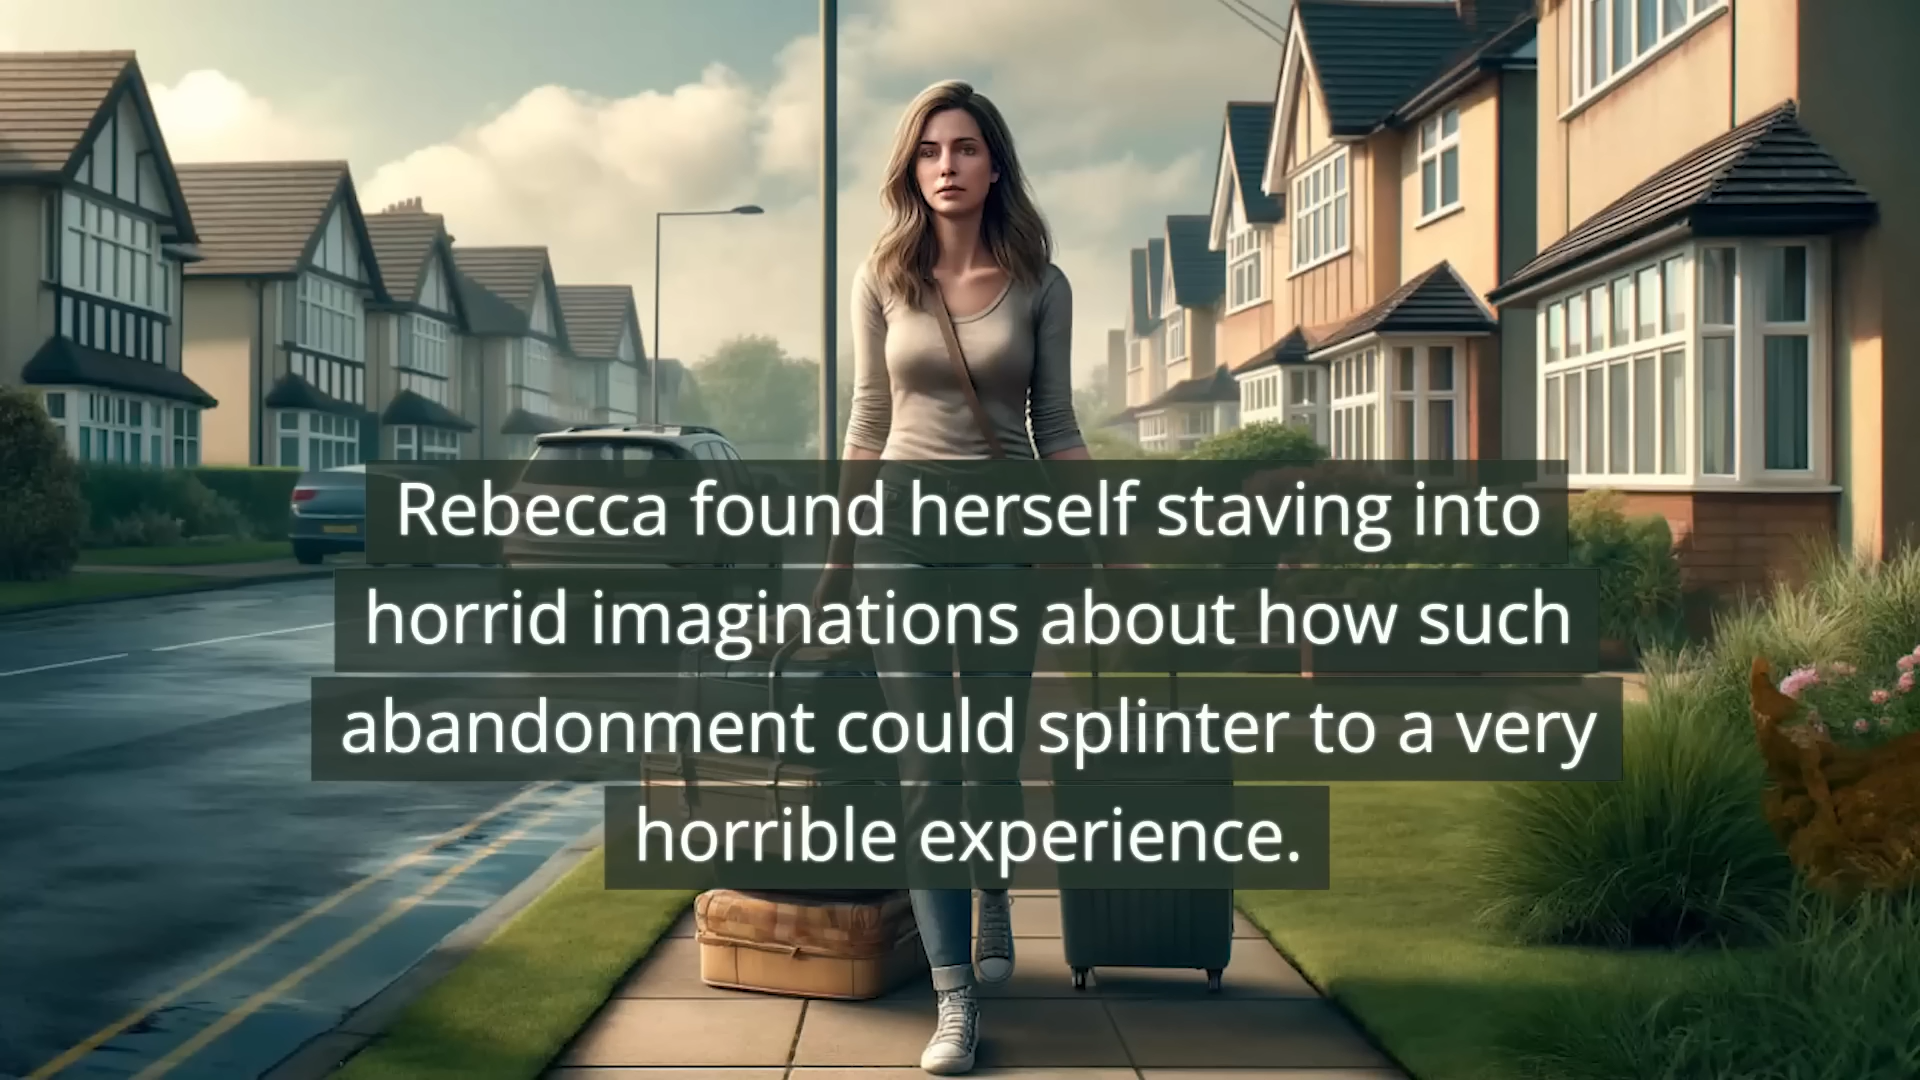 Rebecca found herself staving into
horrid imaginations about how such
abandonment could splinter to a very
horrible experience.